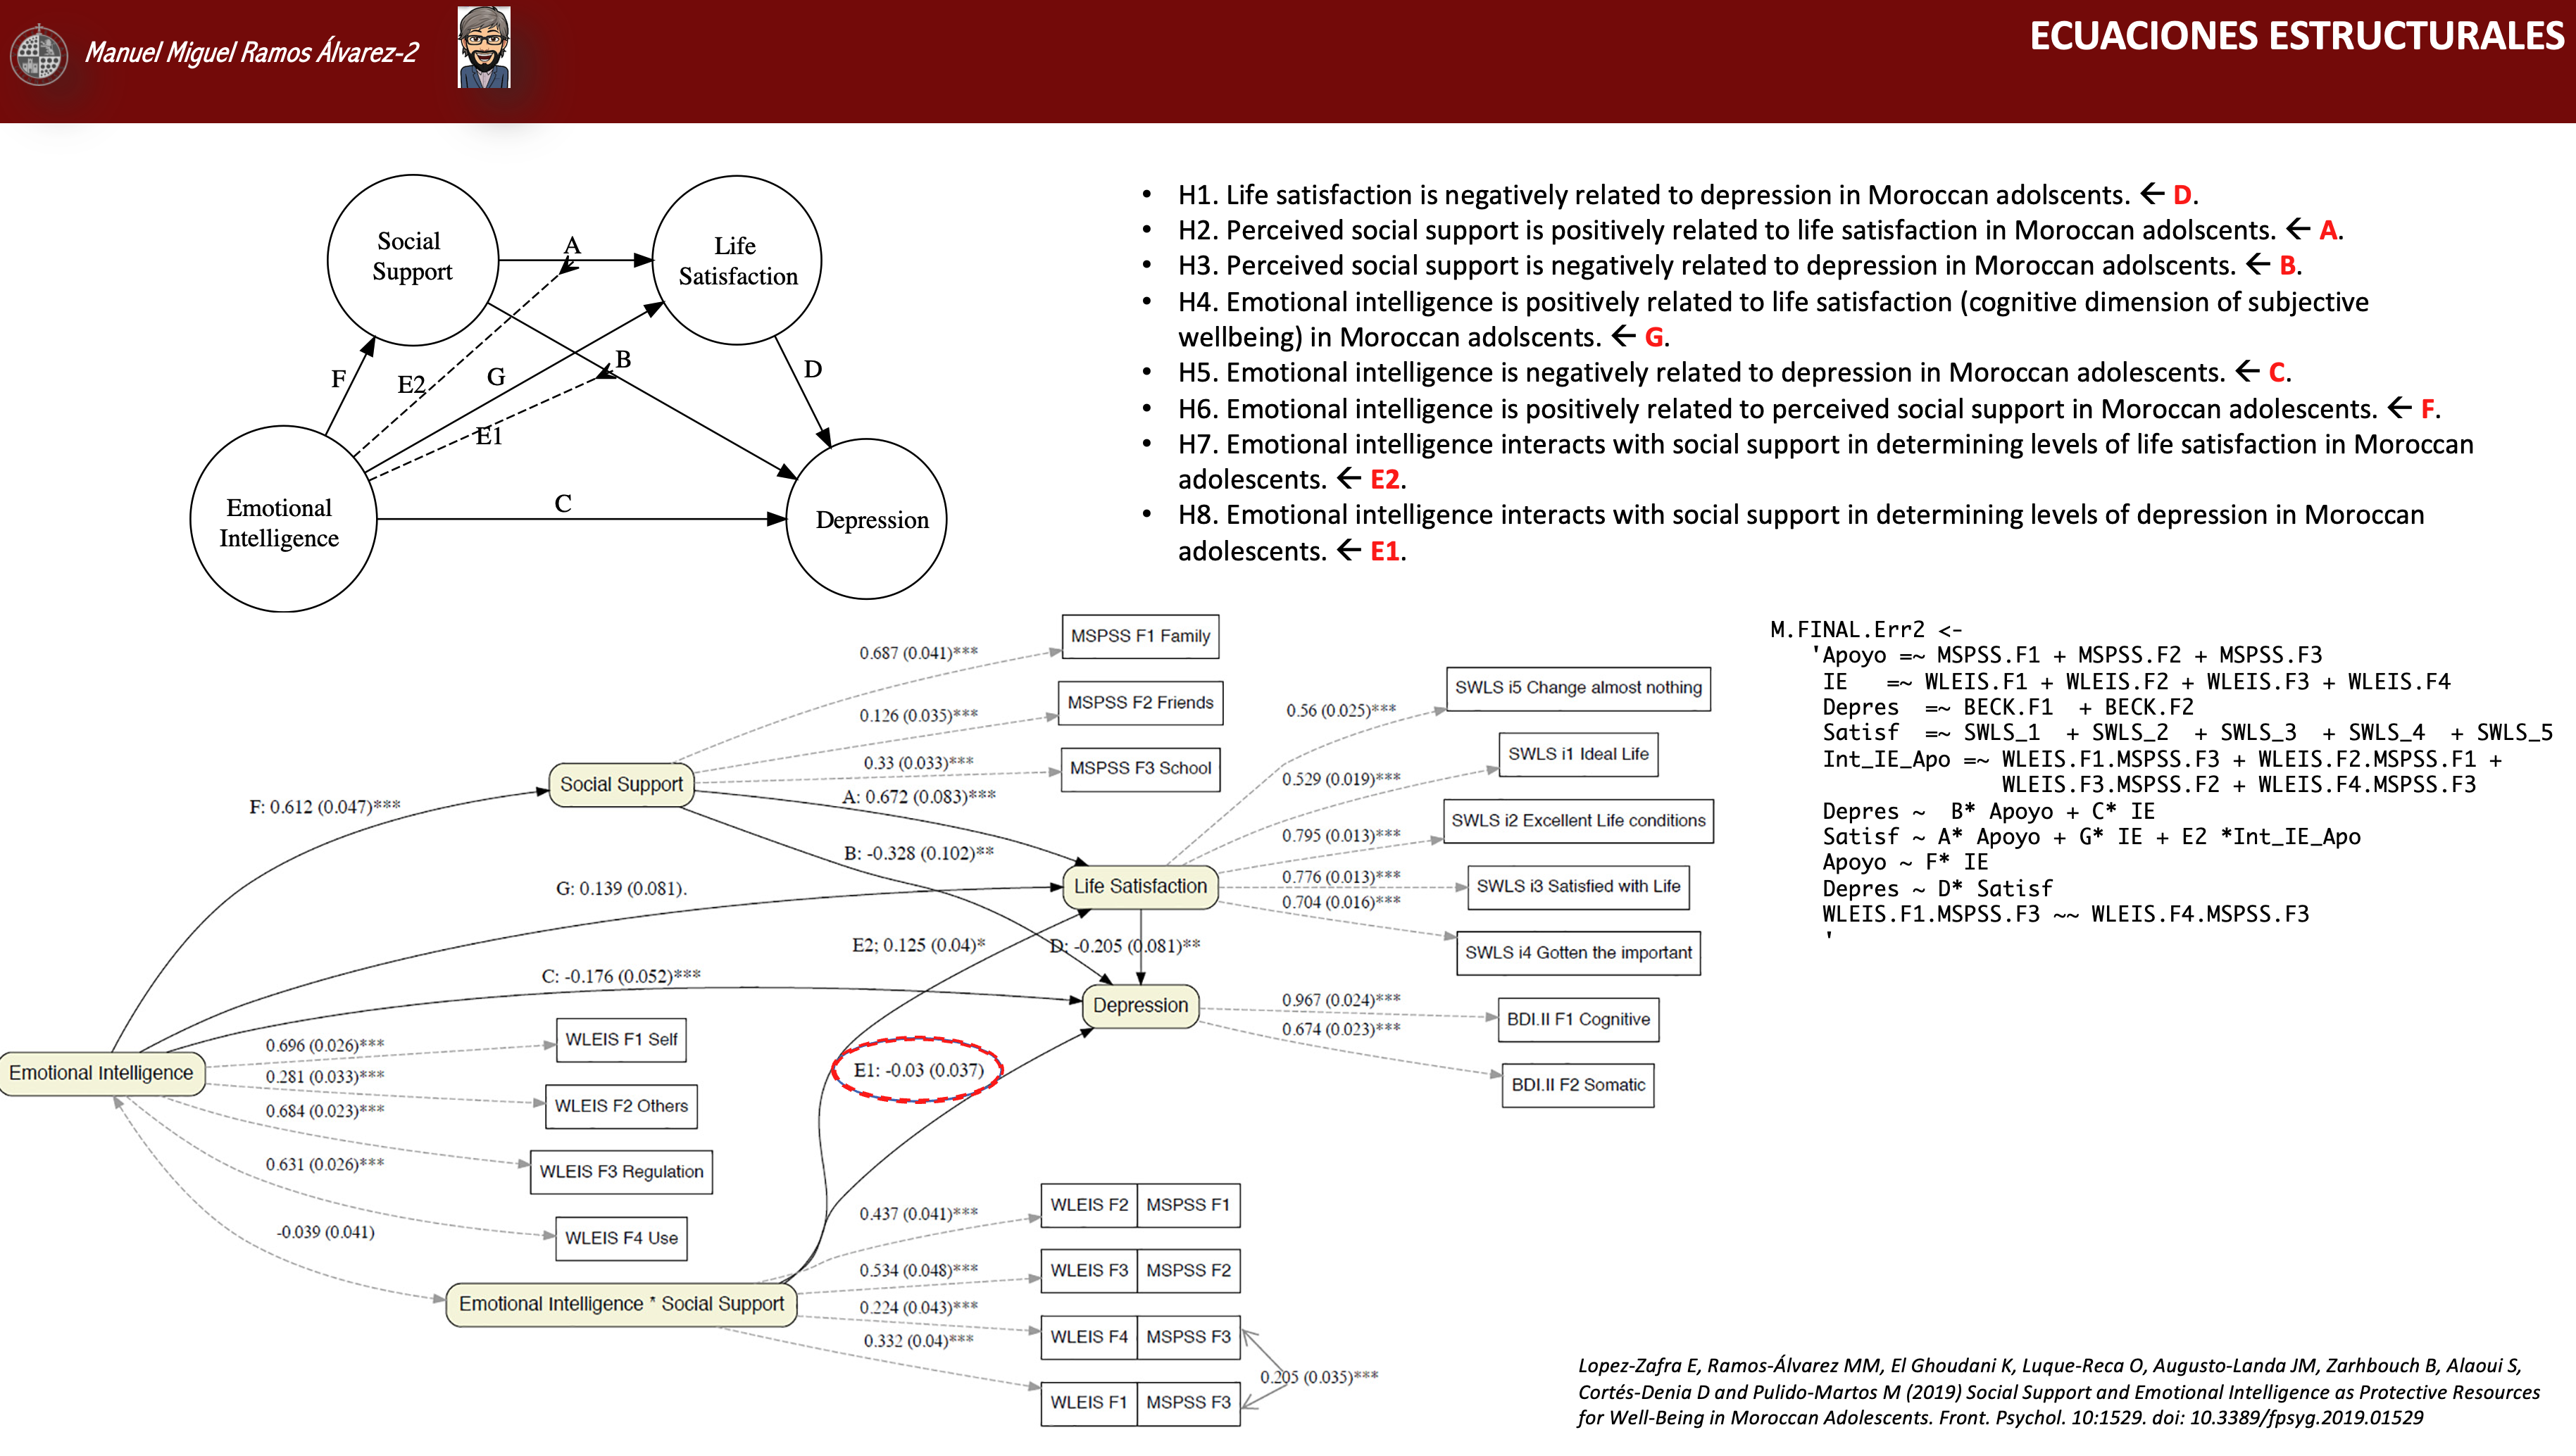 Manuel Miguel Ramos Álvarez-2
ECUACIONES ESTRUCTURALES
Social
Support
Life
Satisfaction
Emotional
Intelligence
Depression
A
B
C
D
E1
E2
F
G
• H1. Life satisfaction is negatively related to depression in Moroccan adolscents. ← D.
• H2. Perceived social support is positively related to life satisfaction in Moroccan adolscents. ← A.
• H3. Perceived social support is negatively related to depression in Moroccan adolscents. ← B.
• H4. Emotional intelligence is positively related to life satisfaction (cognitive dimension of subjective
wellbeing) in Moroccan adolscents. ← G.
• H5. Emotional intelligence is negatively related to depression in Moroccan adolescents. ← C.
• H6. Emotional intelligence is positively related to perceived social support in Moroccan adolescents. ← F.
• H7. Emotional intelligence interacts with social support in determining levels of life satisfaction in Moroccan
adolescents. ← E2.
• H8. Emotional intelligence interacts with social support in determining levels of depression in Moroccan
adolescents. ← E1.
MSPSS F1 Family
0.687 (0.041)***
MSPSS F2 Friends
0.126 (0.035)***
MSPSS F3 School
0.33 (0.033)***
Social Support
A: 0.672 (0.083)***
F: 0.612 (0.047)***
B: -0.328 (0.102)**
G: 0.139 (0.081).
E2; 0.125 (0.04)*
D: -0.205 (0.081)**
C: -0.176 (0.052)***
E1: -0.03 (0.037)
Life Satisfaction
Depression
SWLS i5 Change almost nothing
0.56 (0.025)***
SWLS i1 Ideal Life
0.529 (0.019)***
SWLS i2 Excellent Life conditions
0.795 (0.013)***
SWLS i3 Satisfied with Life
0.776 (0.013)***
0.704 (0.016)***
SWLS i4 Gotten the important
0.967 (0.024)***
BDI.II F1 Cognitive
0.674 (0.023)***
BDI.II F2 Somatic
Emotional Intelligence
0.696 (0.026)***
WLEIS F1 Self
0.281 (0.033)***
WLEIS F2 Others
0.684 (0.023)***
WLEIS F3 Regulation
0.631 (0.026)***
WLEIS F4 Use
-0.039 (0.041)
Emotional Intelligence * Social Support
0.437 (0.041)***
WLEIS F2 MSPSS F1
0.534 (0.048)***
WLEIS F3 MSPSS F2
0.224 (0.043)***
WLEIS F4 MSPSS F3
0.332 (0.04)***
WLEIS F1 MSPSS F3
0.205 (0.035)***
M.FINAL.Err2 <-
'Apoyo =~ MSPSS.F1 + MSPSS.F2 + MSPSS.F3
IE =~ WLEIS.F1 + WLEIS.F2 + WLEIS.F3 + WLEIS.F4
Depres =~ BECK.F1 + BECK.F2
Satisf =~ SWLS_1 + SWLS_2 + SWLS_3 + SWLS_4 + SWLS_5
Int_IE_Apo =~ WLEIS.F1.MSPSS.F3 + WLEIS.F2.MSPSS.F1 +
WLEIS.F3.MSPSS.F2 + WLEIS.F4.MSPSS.F3
Depres ~ B* Apoyo + C* IE
Satisf ~ A* Apoyo + G* IE + E2 *Int_IE_Apo
Apoyo ~ F* IE
Depres ~ D* Satisf
WLEIS.F1.MSPSS.F3 ~~ WLEIS.F4.MSPSS.F3
'
Lopez-Zafra E, Ramos-Álvarez MM, El Ghoudani K, Luque-Reca O, Augusto-Landa JM, Zarhbouch B, Alaoui S,
Cortés-Denia D and Pulido-Martos M (2019) Social Support and Emotional Intelligence as Protective Resources
for Well-Being in Moroccan Adolescents. Front. Psychol. 10:1529. doi: 10.3389/fpsyg.2019.01529